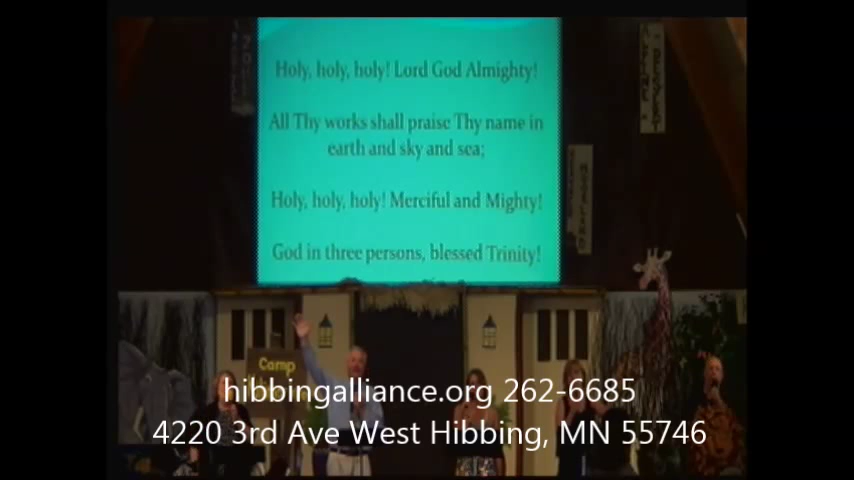 Holy, holy, holy! Lord God Almighty!
All Thy works shall praise Thy name in
earth and sky and sea;
Holy, holy, holy! Merciful and Mighty!
God in three persons, blessed Trinity!
Camp
hibbingalliance.org 262-6685
4220 3rd Ave West Hibbing, MN 55746